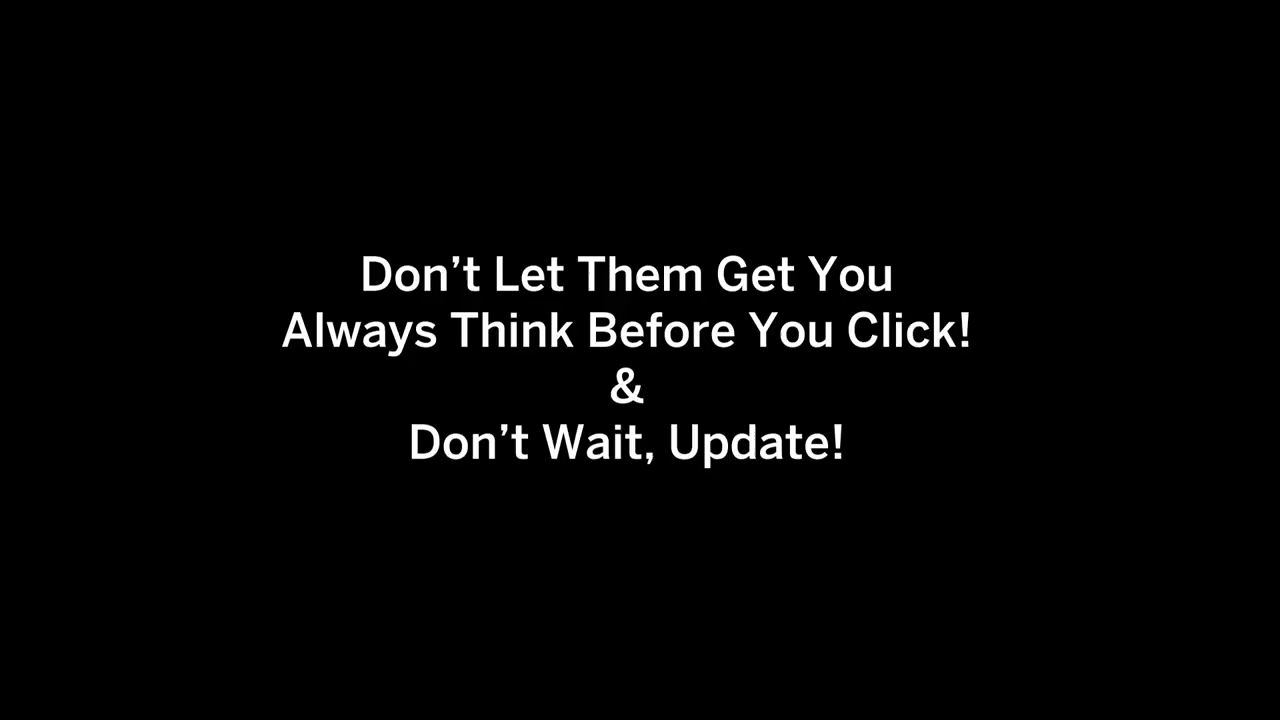 Don’t Let Them Get You
Always Think Before You Click!
&
Don’t Wait, Update!